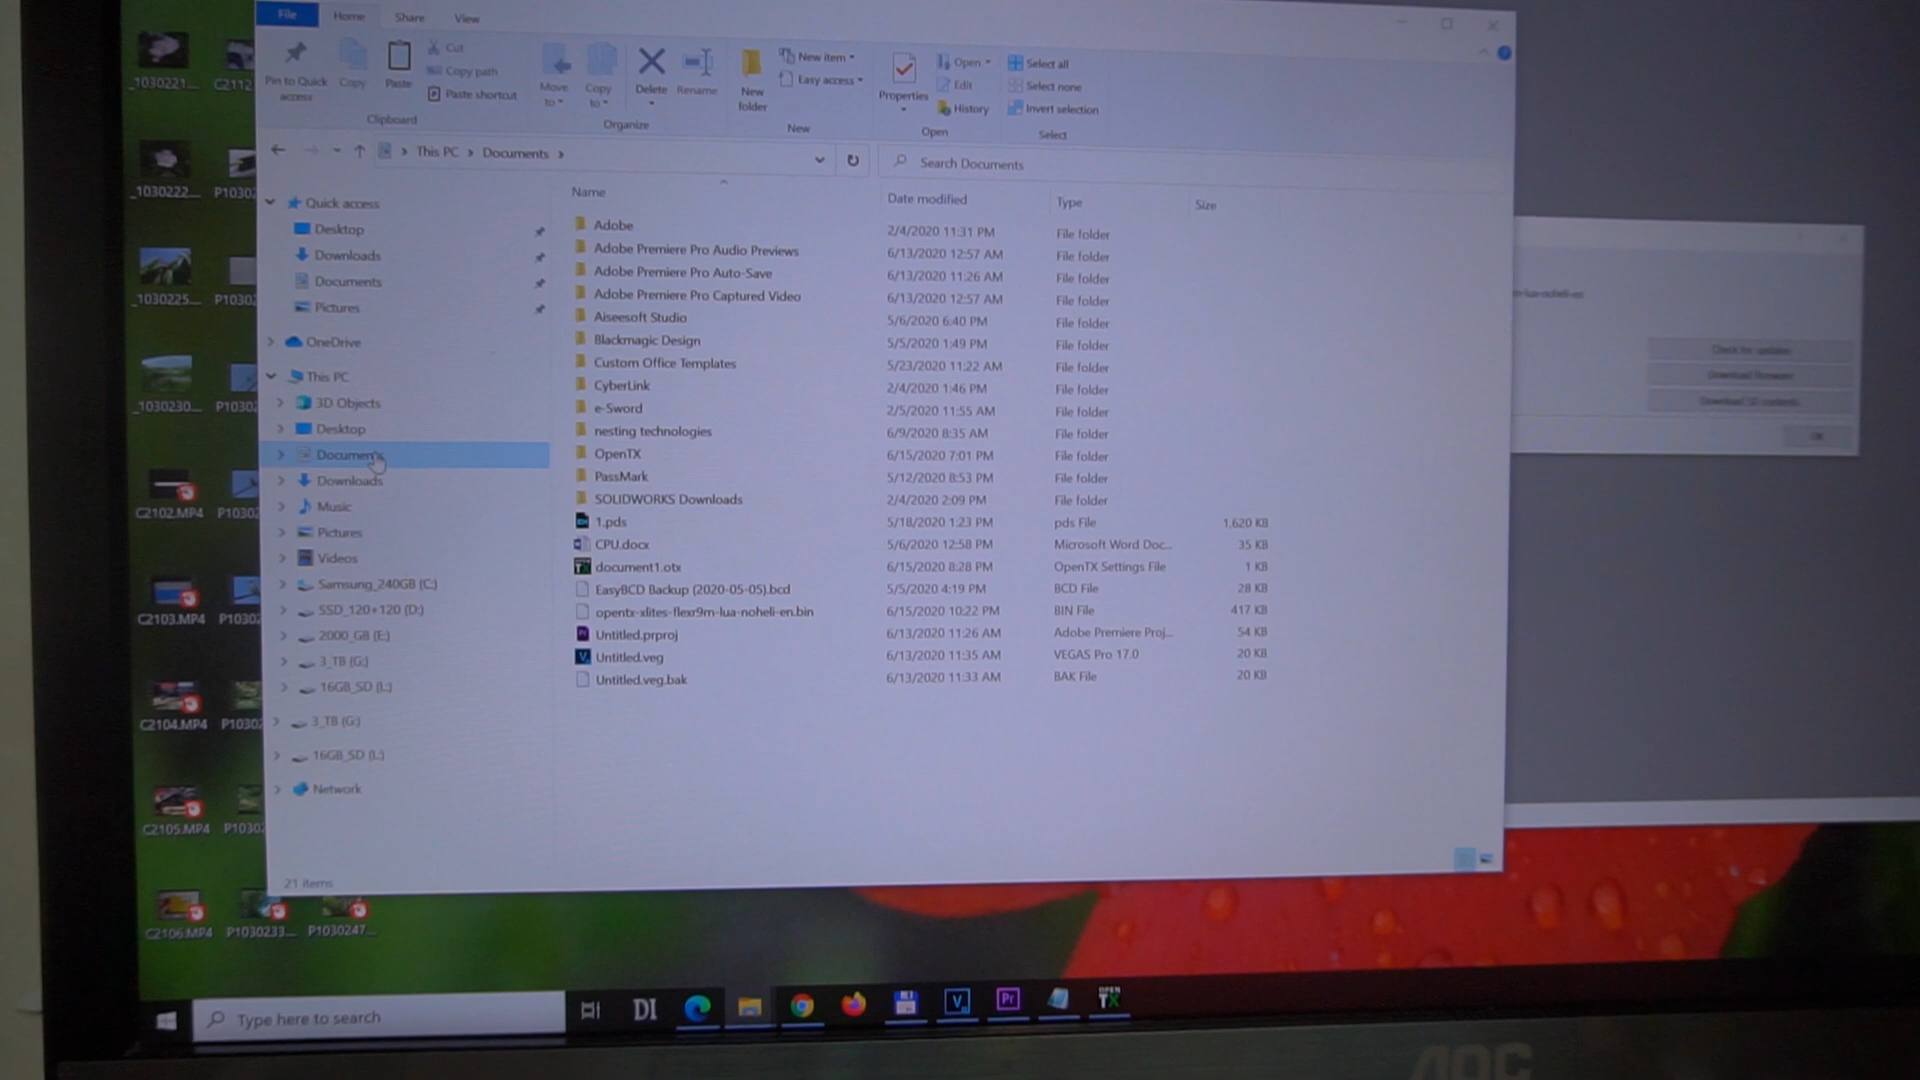 File Home Share View
Pin to Quick access
Copy
Paste
Cut
Copy path
Paste shortcut
Clipboard
Move to
Copy to
Delete
Rename
Organize
New folder
New item
Easy access
New
Properties
Open
Edit
History
Open
Select all
Select none
Invert selection
Select
This PC > Documents >
Search Documents
Quick access
Desktop
Downloads
Documents
Pictures
OneDrive
This PC
3D Objects
Desktop
Documents
Downloads
Music
Pictures
Videos
Samsung_240GB (C:)
SSD_120+120 (D:)
2000_GB (E:)
3_TB (G:)
16GB_SD (L:)
3_TB (G:)
16GB_SD (L:)
Network
21 items
Name Date modified Type Size
Adobe 2/4/2020 11:31 PM File folder
Adobe Premiere Pro Audio Previews 6/13/2020 12:57 AM File folder
Adobe Premiere Pro Auto-Save 6/13/2020 11:26 AM File folder
Adobe Premiere Pro Captured Video 6/13/2020 12:57 AM File folder
Aiseesoft Studio 5/6/2020 6:40 PM File folder
Blackmagic Design 5/5/2020 1:49 PM File folder
Custom Office Templates 5/23/2020 11:22 AM File folder
CyberLink 2/4/2020 1:46 PM File folder
e-Sword 2/5/2020 11:55 AM File folder
nesting technologies 6/9/2020 8:35 AM File folder
OpenTX 6/15/2020 7:01 PM File folder
PassMark 5/12/2020 8:53 PM File folder
SOLIDWORKS Downloads 2/4/2020 2:09 PM File folder
1.pds 5/18/2020 1:23 PM pds File 1,620 KB
CPU.docx 5/6/2020 12:58 PM Microsoft Word Doc... 35 KB
document1.otx 6/15/2020 8:28 PM OpenTX Settings File 1 KB
EasyBCD Backup (2020-05-05).bcd 5/5/2020 4:19 PM BCD File 28 KB
opentx-xlites-flexr9m-lua-noheli-en.bin 6/15/2020 10:22 PM BIN File 417 KB
Untitled.prproj 6/13/2020 11:26 AM Adobe Premiere Proj... 54 KB
Untitled.veg 6/13/2020 11:35 AM VEGAS Pro 17.0 20 KB
Untitled.veg.bak 6/13/2020 11:33 AM BAK File 20 KB
_1030221... C2112
_1030222... P1030
_1030225... P1030
_1030230... P1030
C2102.MP4 P1030
C2103.MP4 P1030
C2104.MP4 P1030
C2105.MP4 P1030
C2106.MP4 P1030233... P1030247...
-lua-noheli-en
Check for updates
Download firmware
Download SD contents
OK
Type here to search
DI
V
Pr
OPEN TX
AOC